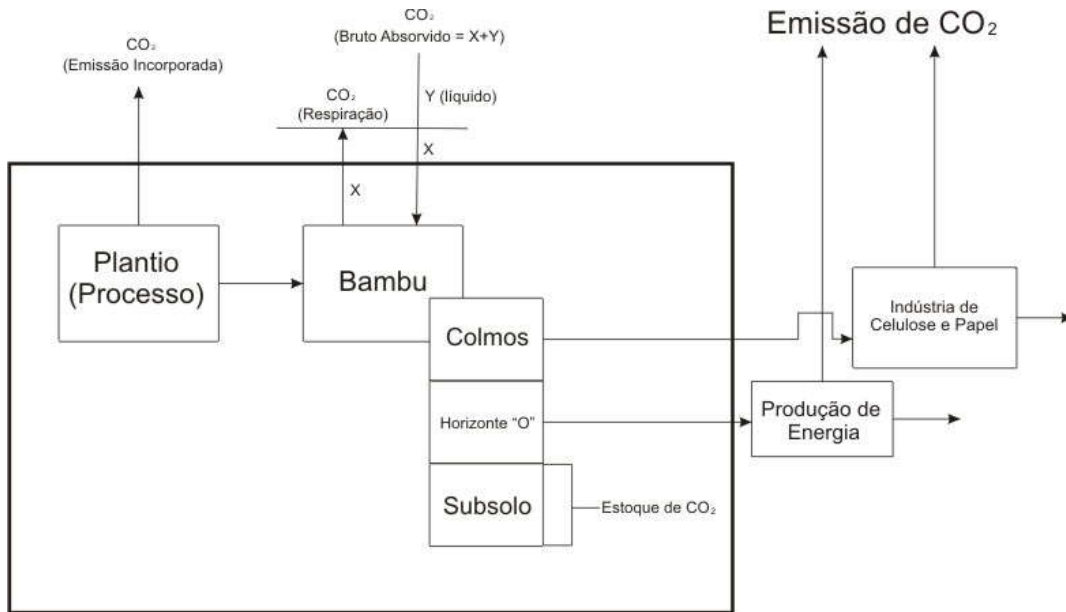 CO₂
(Emissão Incorporada)
CO₂
(Bruto Absorvido = X+Y)
Emissão de CO₂
CO₂
(Respiração)
Y (líquido)
X
X
Plantio
(Processo)
Bambu
Colmos
Horizonte “O”
Subsolo
Estoque de CO₂
Indústria de
Celulose e Papel
Produção de
Energia